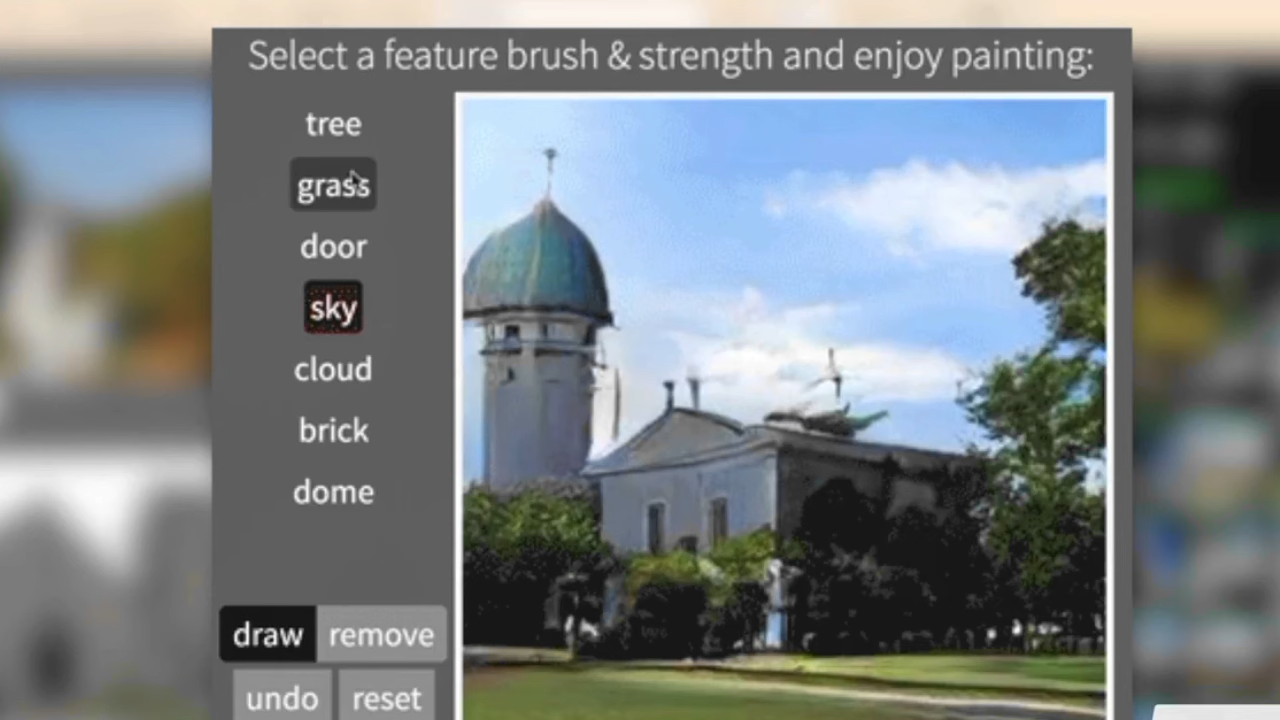 Select a feature brush & strength and enjoy painting:
tree
grass
door
sky
cloud
brick
dome
draw remove
undo reset